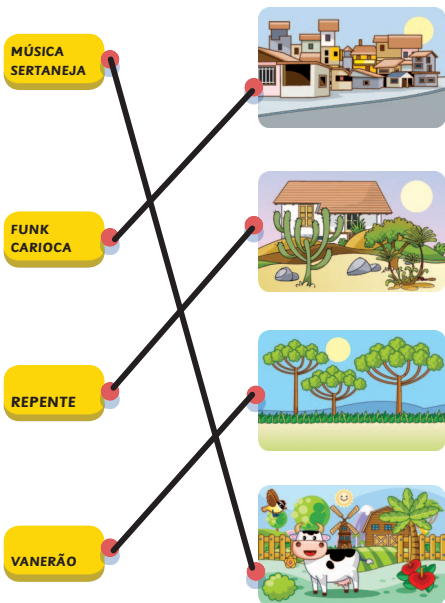 MÚSICA
SERTANEJA
FUNK
CARIOCA
REPENTE
VANERÃO